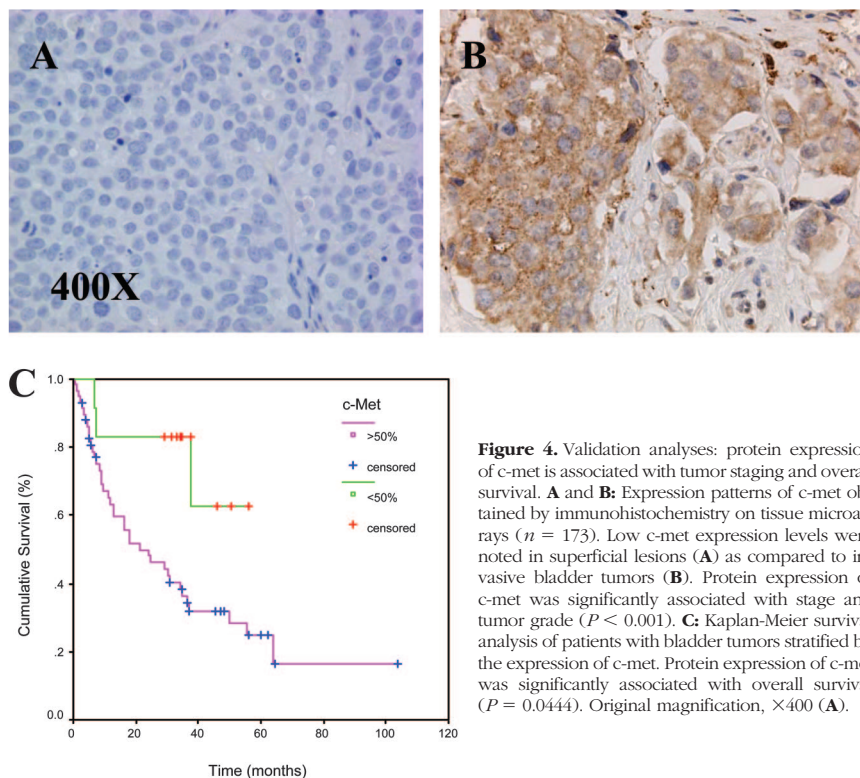 A
400X
B
C
1.0
.8
.6
.4
.2
0.0
Cumulative Survival (%)
0
20
40
60
80
100
120
Time (months)
c-Met
>50%
censored
<50%
censored
Figure 4. Validation analyses: protein expression
of c-met is associated with tumor staging and overal
survival. A and B: Expression patterns of c-met ob
tained by immunohistochemistry on tissue microar
rays (n = 173). Low c-met expression levels wer
noted in superficial lesions (A) as compared to in
vasive bladder tumors (B). Protein expression o
c-met was significantly associated with stage an
tumor grade (P < 0.001). C: Kaplan-Meier surviv
analysis of patients with bladder tumors stratified b
the expression of c-met. Protein expression of c-me
was significantly associated with overall surviv
(P = 0.0444). Original magnification, ×400 (A).